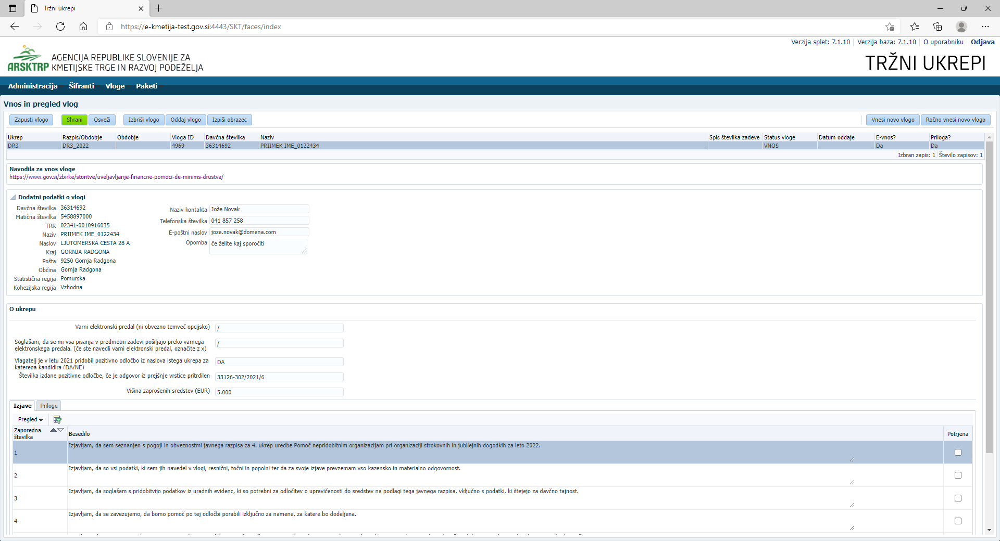 Tržni ukrepi
https://e-kmetija-test.gov.si:4443/SKT/faces/index
Verzija splet: 7.1.10 Verzija baza: 7.1.10 O uporabniku Odjava
ARSKTRP
AGENCIJA REPUBLIKE SLOVENIJE ZA
KMETIJSKE TRGE IN RAZVOJ PODEŽELJA
TRŽNI UKREPI
Administracija Šifranti Vloge Paketi
Vnos in pregled vlog
Zapusti vlogo Shrani Osveži Izbriši vlogo Oddaj vlogo Izpiši obrazec Vnesi novo vlogo Ročno vnesi novo vlogo
Ukrep Razpis/Obdobje Obdobje Vloga ID Davčna številka Naziv Spis številka zadeve Status vloge Datum oddaje E-vnos? Priloga?
DR3 DR3_2022 4969 36314692 PRIIMEK IME_0122434 VNOS Da Da
Izbran zapis: 1 Število zapisov: 1
Navodila za vnos vloge
https://www.gov.si/zbirke/storitve/uveljavljanje-financne-pomoci-de-minims-drustva/
Dodatni podatki o vlogi
Davčna številka 36314692
Matična številka 5458897000
TRR 02341-0010916035
Naziv PRIIMEK IME_0122434
Naslov LJUTOMERSKA CESTA 28 A
Kraj GORNJA RADGONA
Pošta 9250 Gornja Radgona
Občina Gornja Radgona
Statistična regija Pomurska
Kohezijska regija Vzhodna
Naziv kontakta Jože Novak
Telefonska številka 041 857 258
E-poštni naslov joze.novak@domena.com
Opomba če želite kaj sporočiti
O ukrepu
Varni elektronski predal (ni obvezno temveč opcijsko) /
Soglašam, da se mi vsa pisanja v predmetni zadevi pošiljajo preko varnega
elektronskega predala. (če ste navedli varni elektronski predal, označite z x) /
Vlagatelj je v letu 2021 pridobil pozitivno odločbo iz naslova istega ukrepa za
katerega kandidira (DA/NE) DA
Številka izdane pozitivne odločbe, če je odgovor iz prejšnje vrstice pritrdilen 33126-302/2021/6
Višina zaprošenih sredstev (EUR) 5.000
Izjave Priloge
Pregled
Zaporedna
številka
Besedilo Potrjena
1 Izjavljam, da sem seznanjen s pogoji in obveznostmi javnega razpisa za 4. ukrep uredbe Pomoč nepridobitnim organizacijam pri organizaciji strokovnih in jubilejnih dogodkih za leto 2022.
2 Izjavljam, da so vsi podatki, ki sem jih navedel v vlogi, resnični, točni in popolni ter da za svoje izjave prevzemam vso kazensko in materialno odgovornost.
3 Izjavljam, da soglašam s pridobitvijo podatkov iz uradnih evidenc, ki so potrebni za odločitev o upravičenosti do sredstev na podlagi tega javnega razpisa, vključno s podatki, ki štejejo za davčno tajnost.
4 Izjavljam, da se zavezujemo, da bomo pomoč po tej odločbi porabili izključno za namene, za katere bo dodeljena.